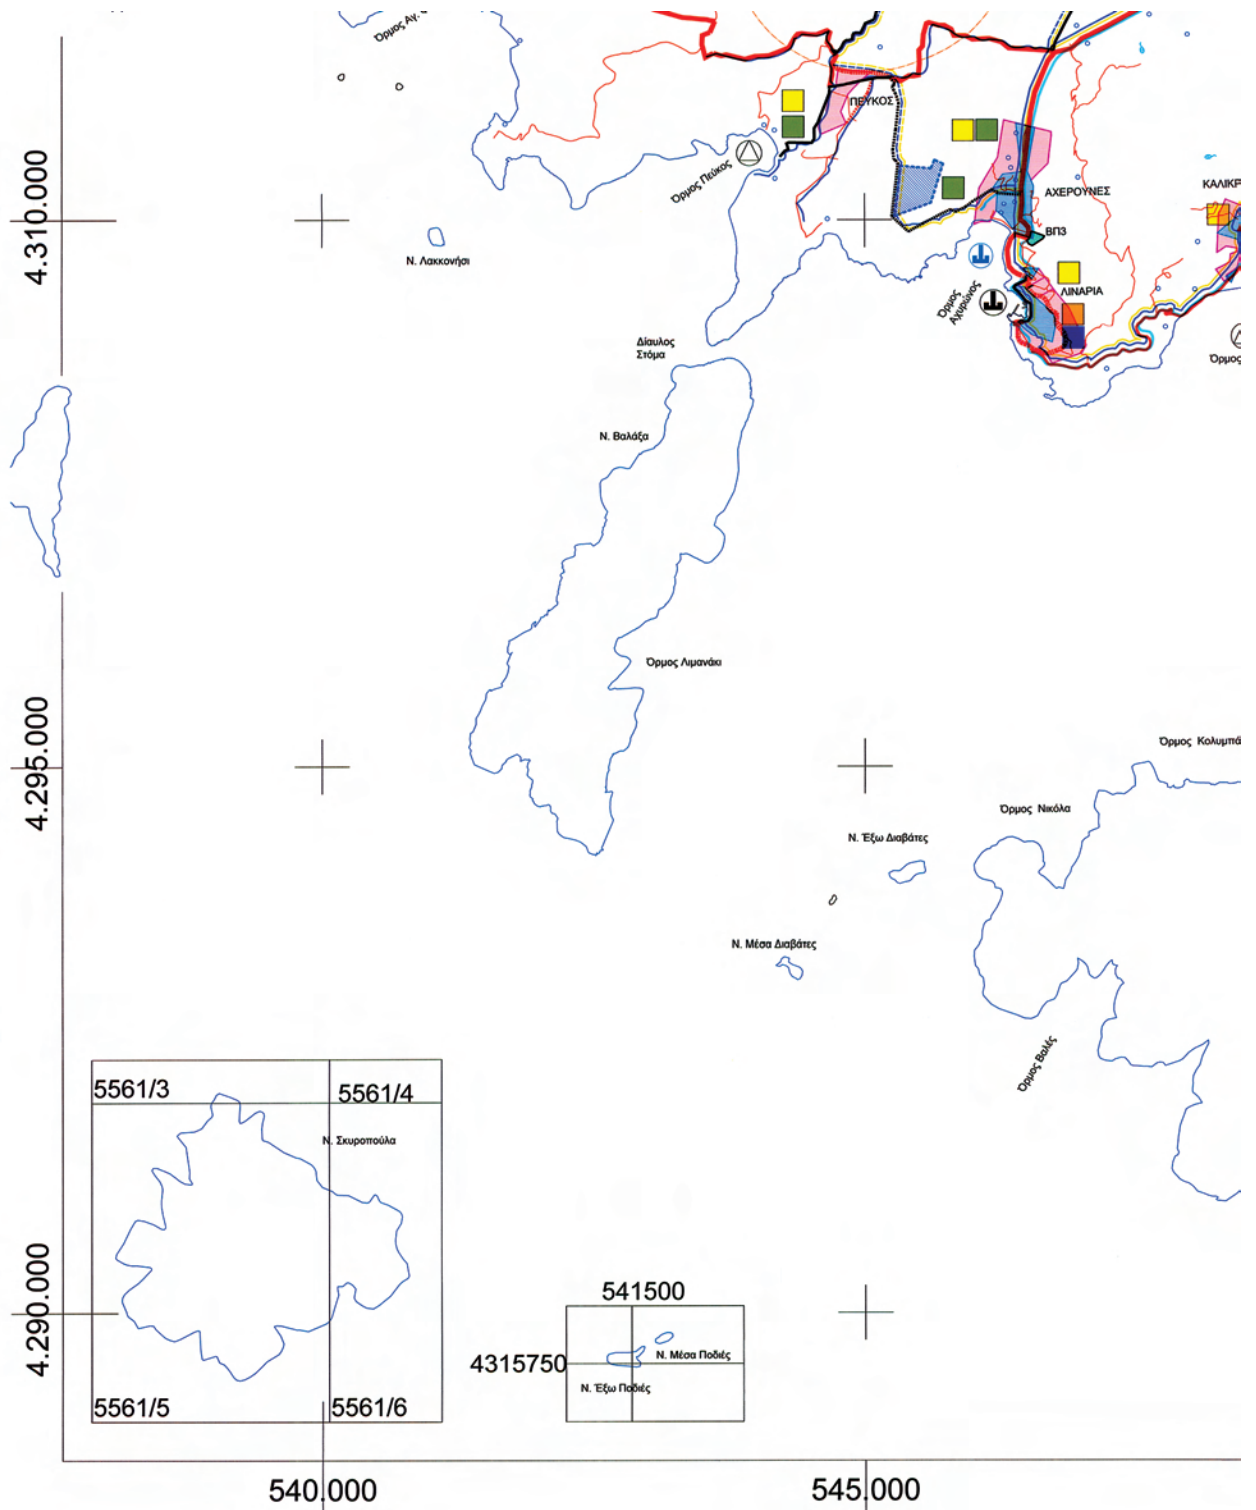 Όρμος Αγ.
ΠΕΥΚΟΣ
Όρμος Πεύκος
ΑΧΕΡΟΥΝΕΣ
ΚΑΛΙΚΡ
4.310.000
ΒΠ3
Ν. Λακκονήσι
ΛΙΝΑΡΙΑ
Όρμος
Αχιρώνος
Δίαυλος
Στόμα
Όρμος
Ν. Βαλάξα
Όρμος Λιμανάκι
4.295.000
Όρμος Κολυμπά
Όρμος Νικόλα
Ν. Έξω Διαβάτες
Ν. Μέσα Διαβάτες
Όρμος Βαλές
5561/3
5561/4
Ν. Σκυροπούλα
4.290.000
541500
4315750
Ν. Μέσα Ποδιές
Ν. Έξω Ποδιές
5561/5
5561/6
540.000
545.000